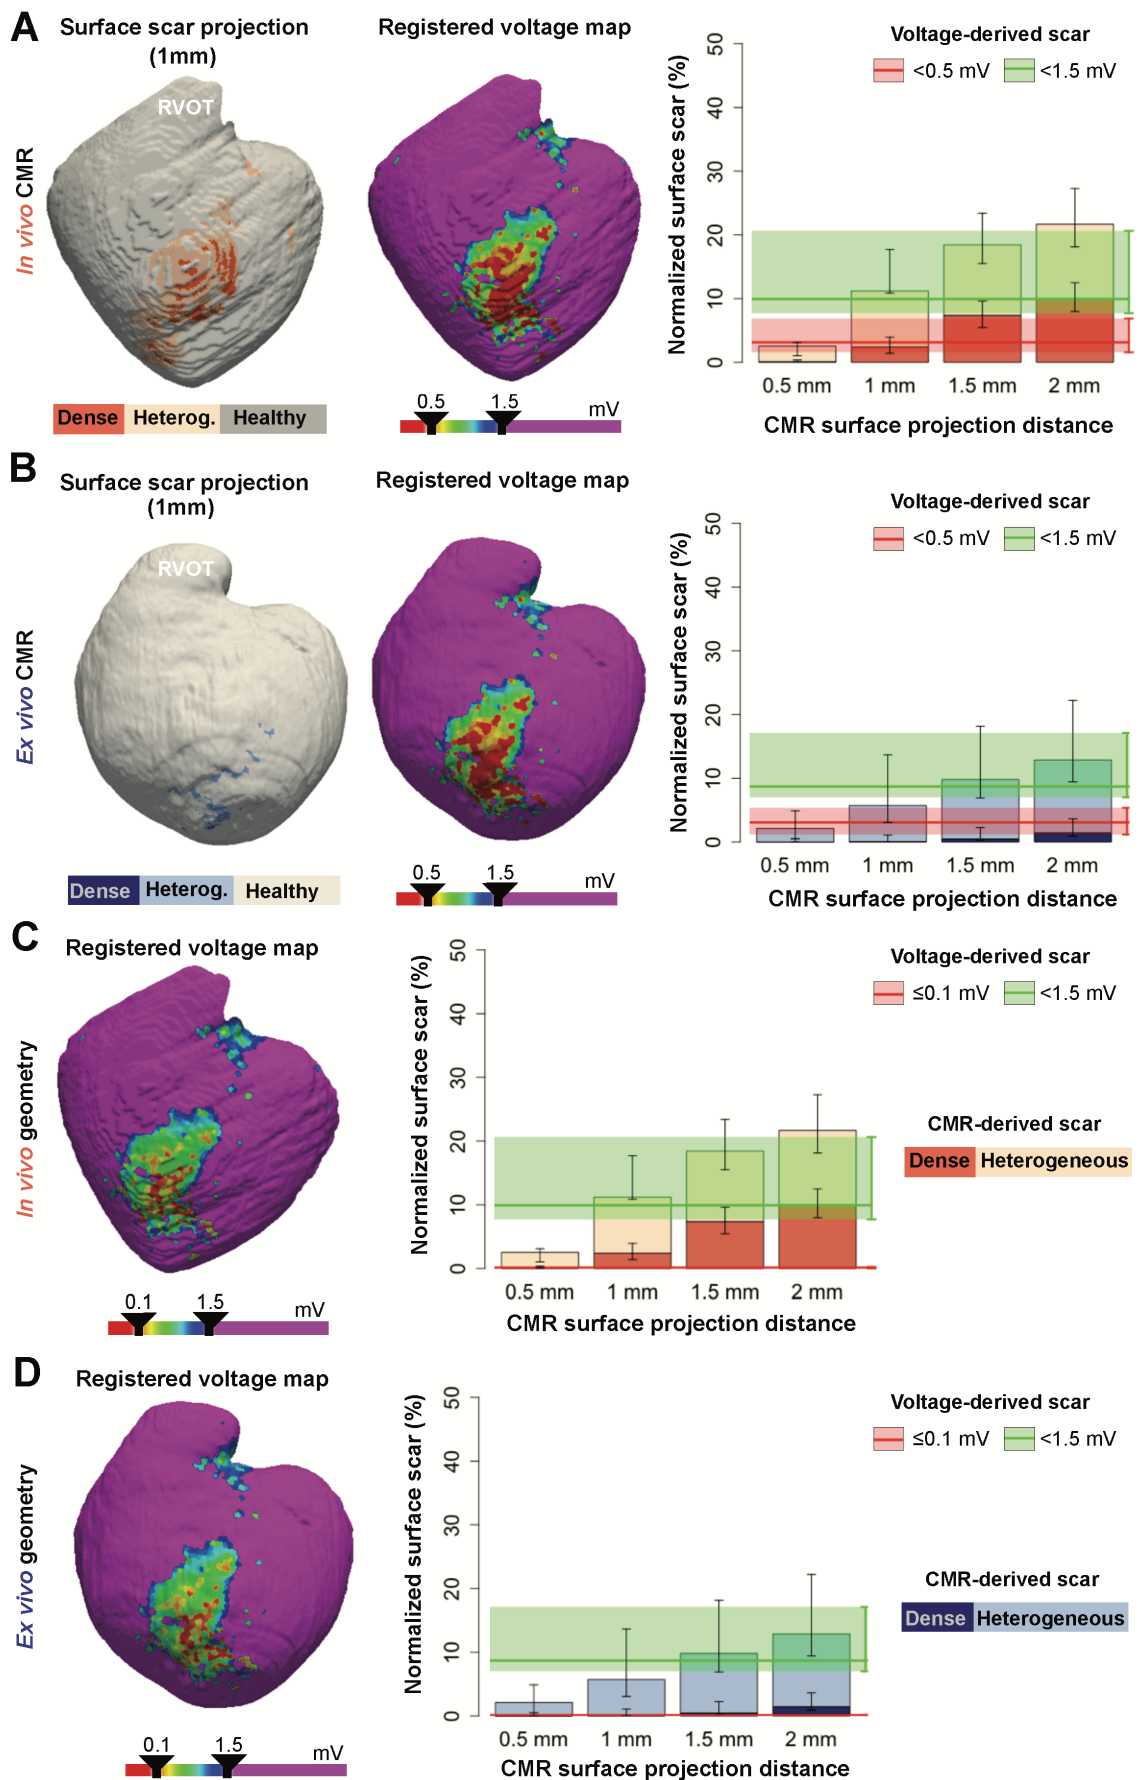 A
Surface scar projection
(1mm)
Registered voltage map
Voltage-derived scar
<0.5 mV
<1.5 mV
RVOT
In vivo CMR
Normalized surface scar (%)
50
40
30
20
10
0
0.5 mm
1 mm
1.5 mm
2 mm
CMR surface projection distance
Dense
Heterog.
Healthy
0.5
1.5
mV
B
Surface scar projection
(1mm)
Registered voltage map
Voltage-derived scar
<0.5 mV
<1.5 mV
RVOT
Ex vivo CMR
Normalized surface scar (%)
50
40
30
20
10
0
0.5 mm
1 mm
1.5 mm
2 mm
CMR surface projection distance
Dense
Heterog.
Healthy
0.5
1.5
mV
C
Registered voltage map
Voltage-derived scar
≤0.1 mV
<1.5 mV
In vivo geometry
Normalized surface scar (%)
50
40
30
20
10
0
0.5 mm
1 mm
1.5 mm
2 mm
CMR surface projection distance
CMR-derived scar
Dense
Heterogeneous
0.1
1.5
mV
D
Registered voltage map
Voltage-derived scar
≤0.1 mV
<1.5 mV
Ex vivo geometry
Normalized surface scar (%)
50
40
30
20
10
0
0.5 mm
1 mm
1.5 mm
2 mm
CMR surface projection distance
CMR-derived scar
Dense
Heterogeneous
0.1
1.5
mV